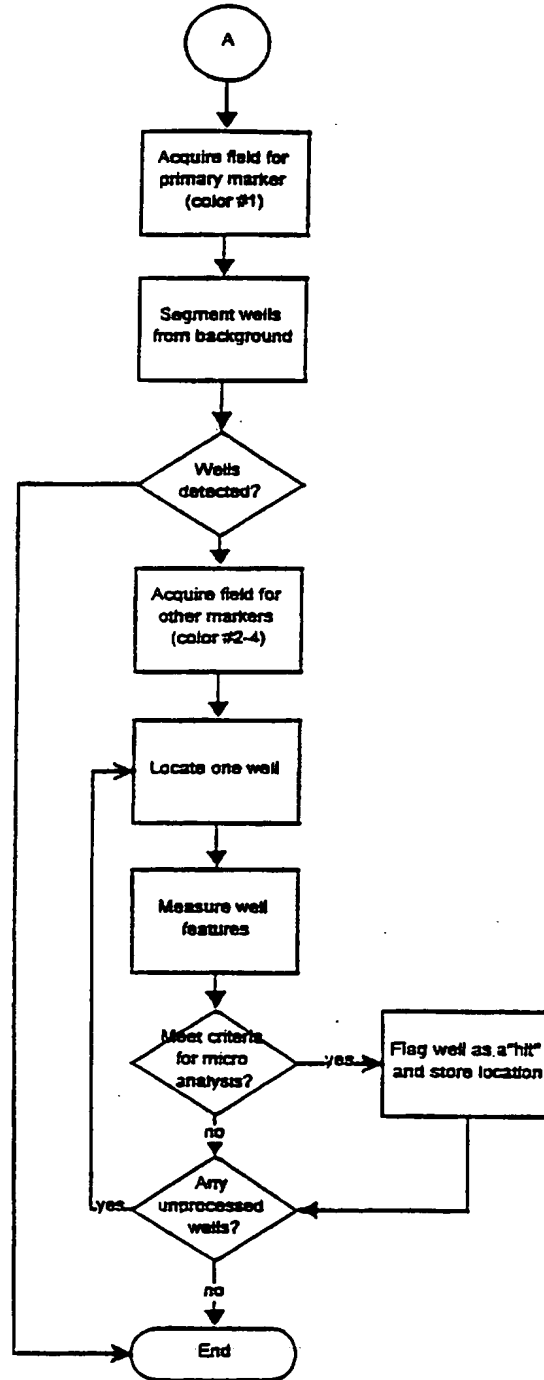 A
Acquire field for
primary marker
(color #1)
Segment wells
from background
Wells
detected?
Acquire field for
other markers
(color #2-4)
Locate one well
Measure well
features
Meet criteria
for micro
analysis?
yes
Flag well as a"hit"
and store location
no
Any
unprocessed
wells?
yes
no
End